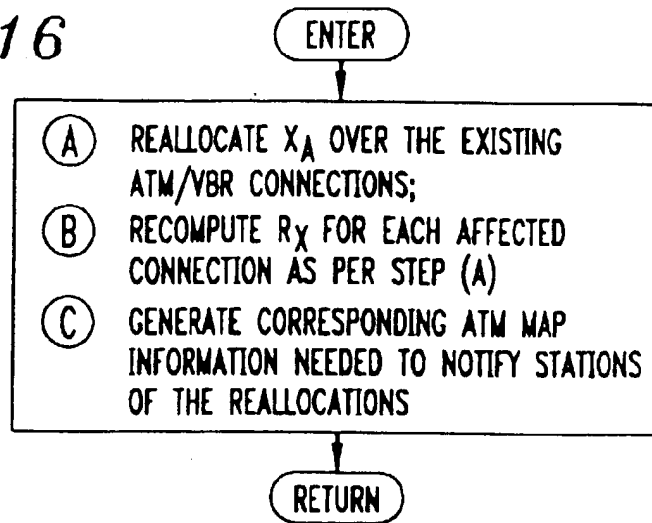 16
ENTER
A REALLOCATE XA OVER THE EXISTING
ATM/VBR CONNECTIONS;
B RECOMPUTE RX FOR EACH AFFECTED
CONNECTION AS PER STEP (A)
C GENERATE CORRESPONDING ATM MAP
INFORMATION NEEDED TO NOTIFY STATIONS
OF THE REALLOCATIONS
RETURN